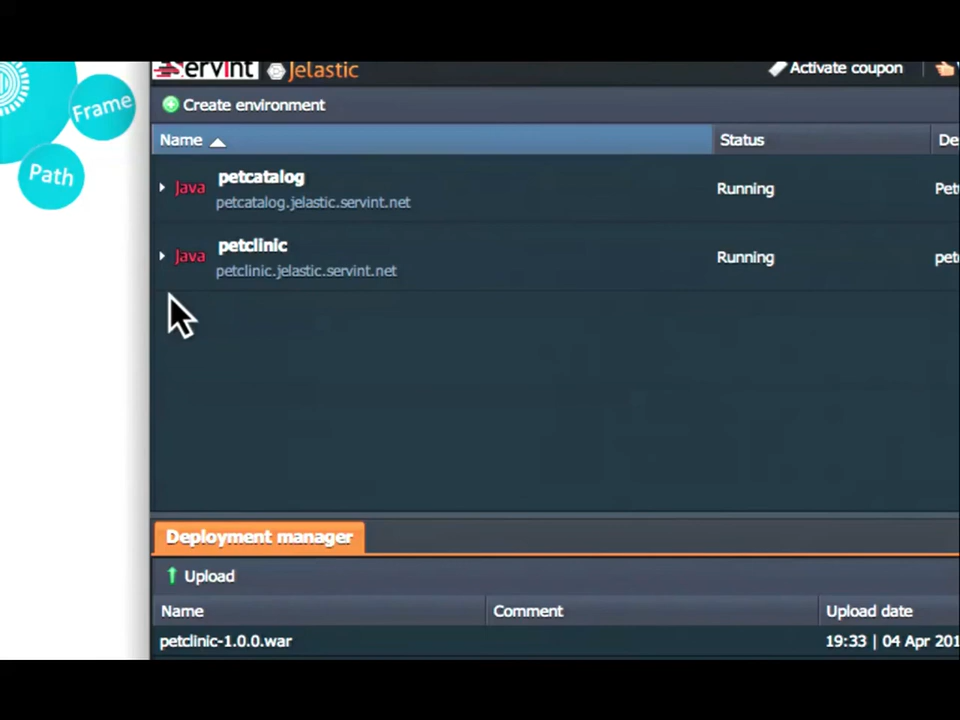 Frame
Path
ServInt Jelastic
Activate coupon
Create environment
Name
Status
Java
petcatalog
petcatalog.jelastic.servint.net
Running
Java
petclinic
petclinic.jelastic.servint.net
Running
Deployment manager
Upload
Name
Comment
Upload date
petclinic-1.0.0.war
19:33 | 04 Apr 201